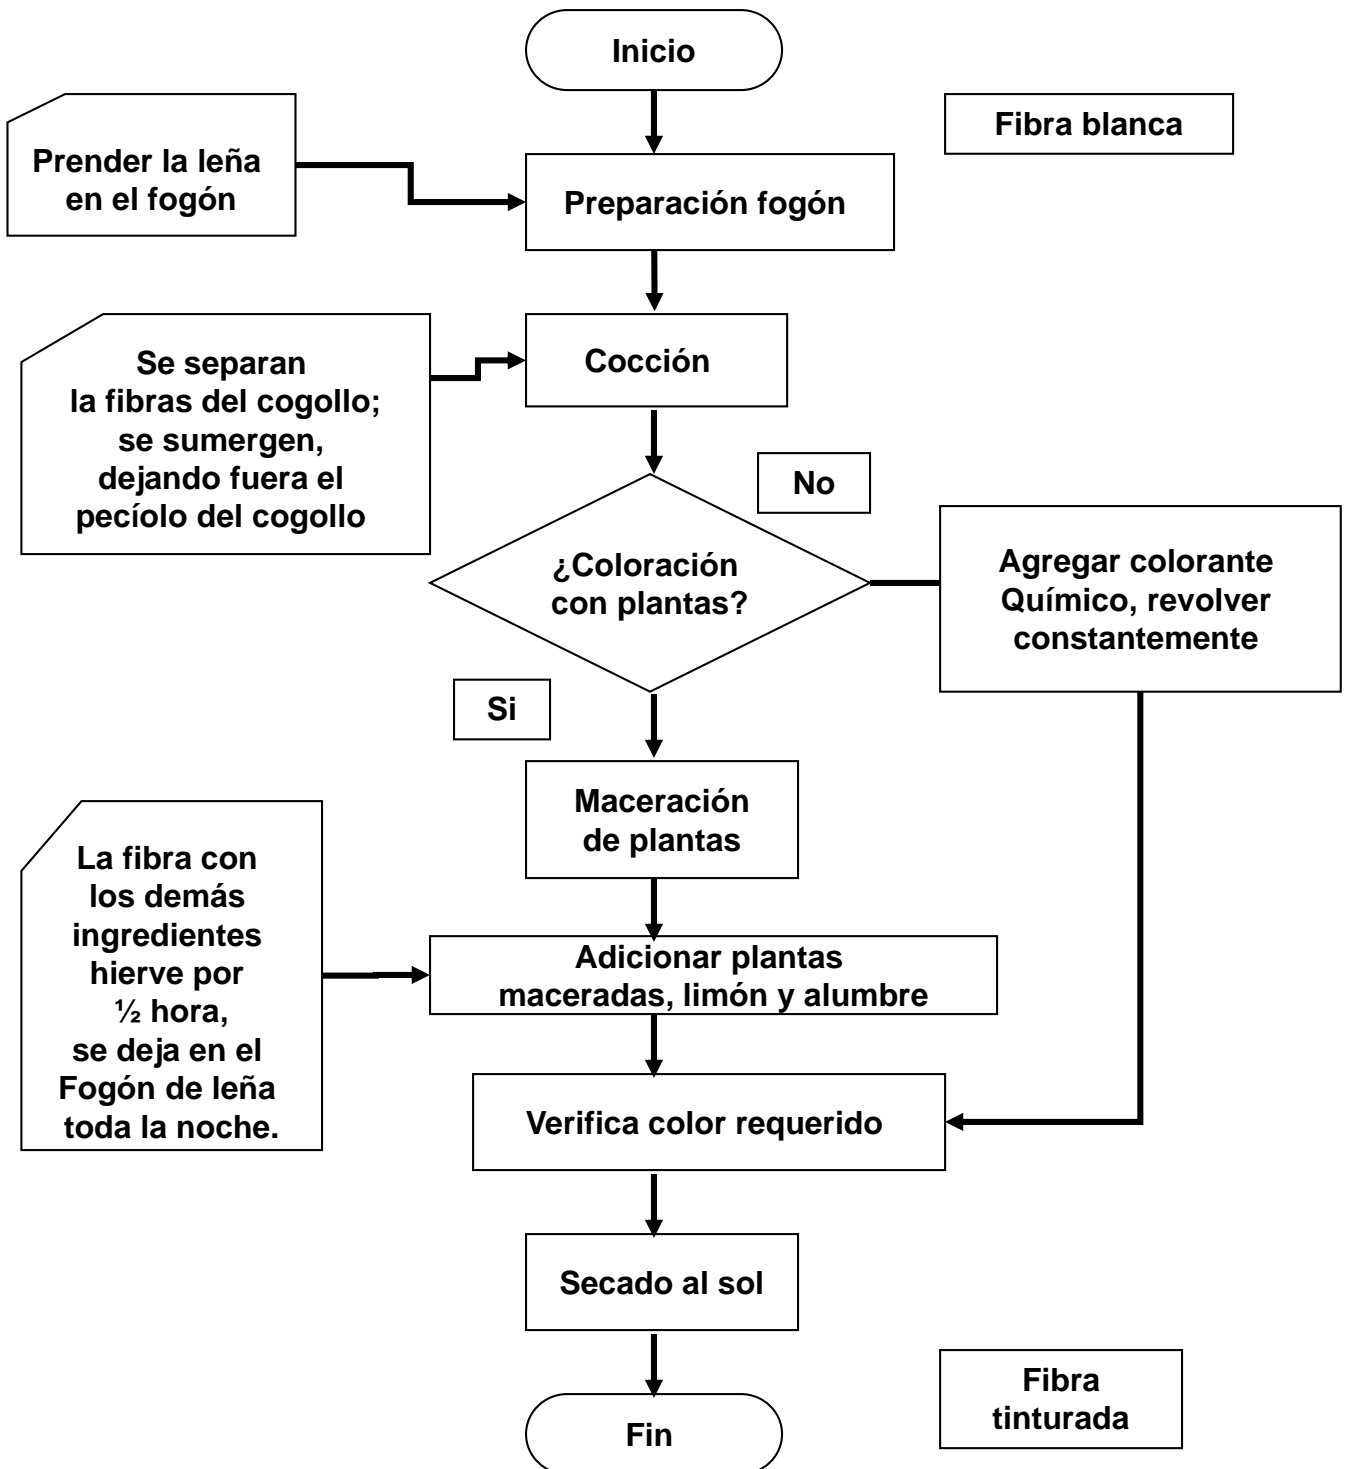 Inicio
Fibra blanca
Prender la leña
en el fogón
Preparación fogón
Se separan
la fibras del cogollo;
se sumergen,
dejando fuera el
pecíolo del cogollo
Cocción
No
¿Coloración
con plantas?
Agregar colorante
Químico, revolver
constantemente
Si
Maceración
de plantas
La fibra con
los demás
ingredientes
hierve por
½ hora,
se deja en el
Fogón de leña
toda la noche.
Adicionar plantas
maceradas, limón y alumbre
Verifica color requerido
Secado al sol
Fibra
tinturada
Fin